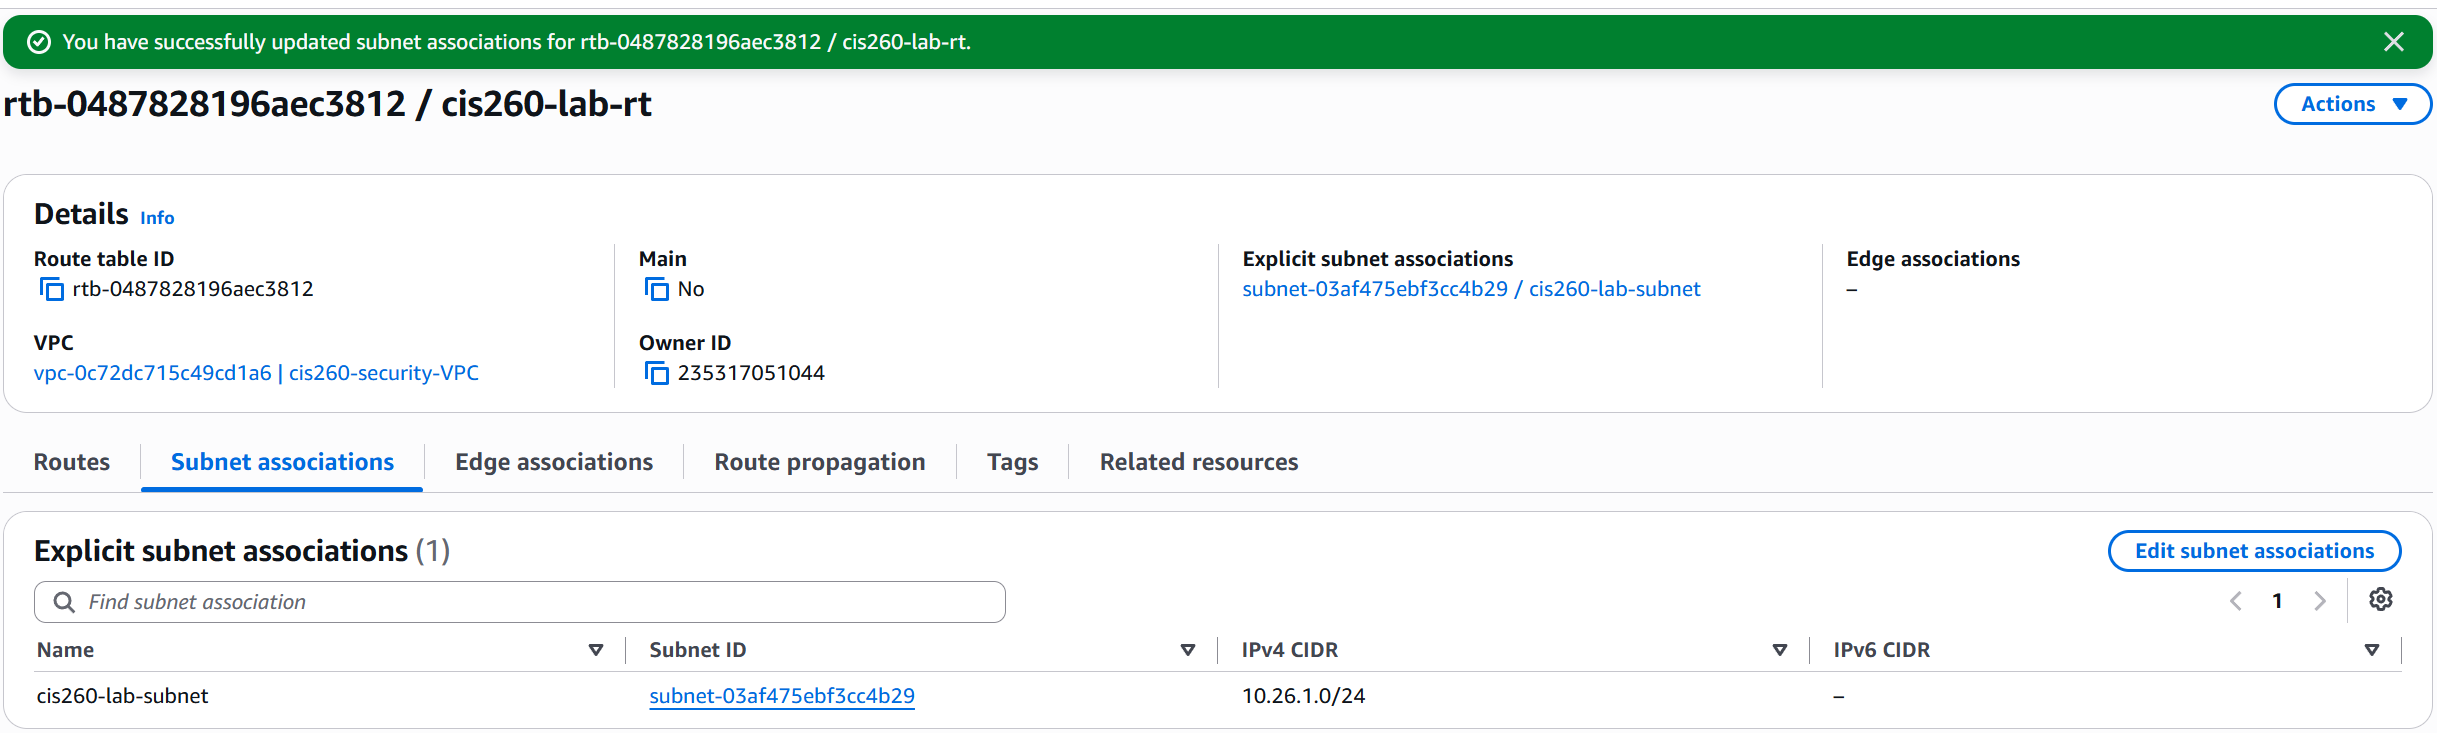 You have successfully updated subnet associations for rtb-0487828196aec3812 / cis260-lab-rt.
rtb-0487828196aec3812 / cis260-lab-rt
Actions
Details Info
Route table ID
rtb-0487828196aec3812
Main
No
Explicit subnet associations
subnet-03af475ebf3cc4b29 / cis260-lab-subnet
Edge associations
–
VPC
vpc-0c72dc715c49cd1a6 | cis260-security-VPC
Owner ID
235317051044
Routes
Subnet associations
Edge associations
Route propagation
Tags
Related resources
Explicit subnet associations (1)
Edit subnet associations
Find subnet association
1
Name
Subnet ID
IPv4 CIDR
IPv6 CIDR
cis260-lab-subnet
subnet-03af475ebf3cc4b29
10.26.1.0/24
–